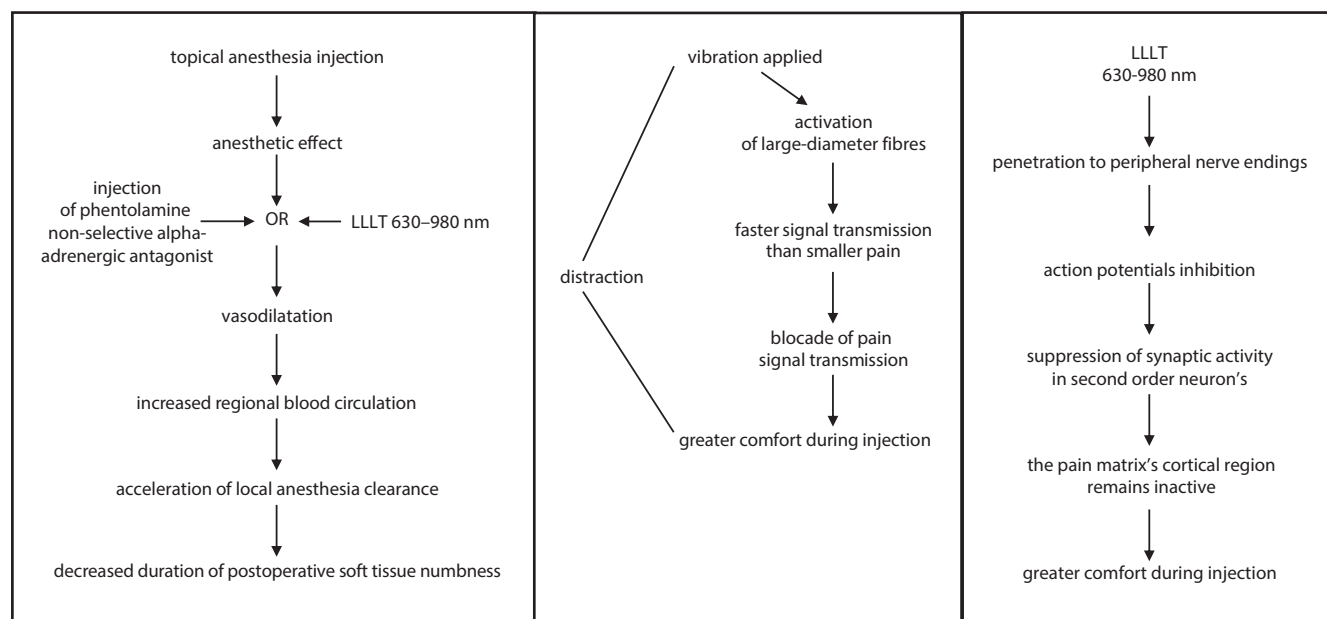 topical anesthesia injection
anesthetic effect
injection
of phentolamine
non-selective alpha-
adrenergic antagonist
OR
LLLT 630–980 nm
vasodilatation
increased regional blood circulation
acceleration of local anesthesia clearance
decreased duration of postoperative soft tissue numbness
vibration applied
activation
of large-diameter fibres
faster signal transmission
than smaller pain
distraction
blocade of pain
signal transmission
greater comfort during injection
LLLT
630-980 nm
penetration to peripheral nerve endings
action potentials inhibition
suppression of synaptic activity
in second order neuron's
the pain matrix's cortical region
remains inactive
greater comfort during injection